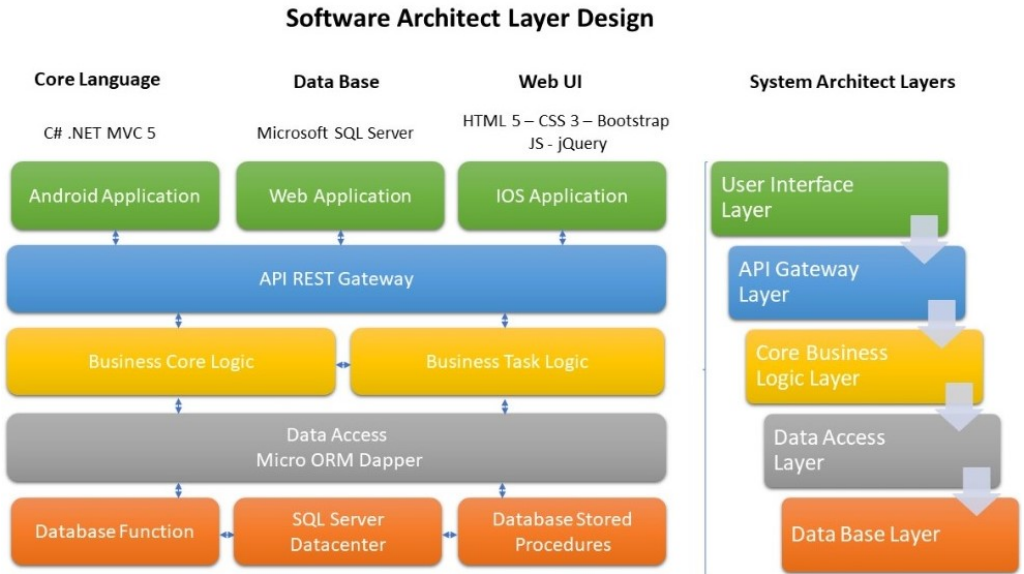 Software Architect Layer Design
Core Language
Data Base
Web UI
System Architect Layers
C# .NET MVC 5
Microsoft SQL Server
HTML 5 – CSS 3 – Bootstrap
JS - jQuery
Android Application
Web Application
IOS Application
User Interface
Layer
API REST Gateway
API Gateway
Layer
Business Core Logic
Business Task Logic
Core Business
Logic Layer
Data Access
Micro ORM Dapper
Data Access
Layer
Database Function
SQL Server
Datacenter
Database Stored
Procedures
Data Base Layer